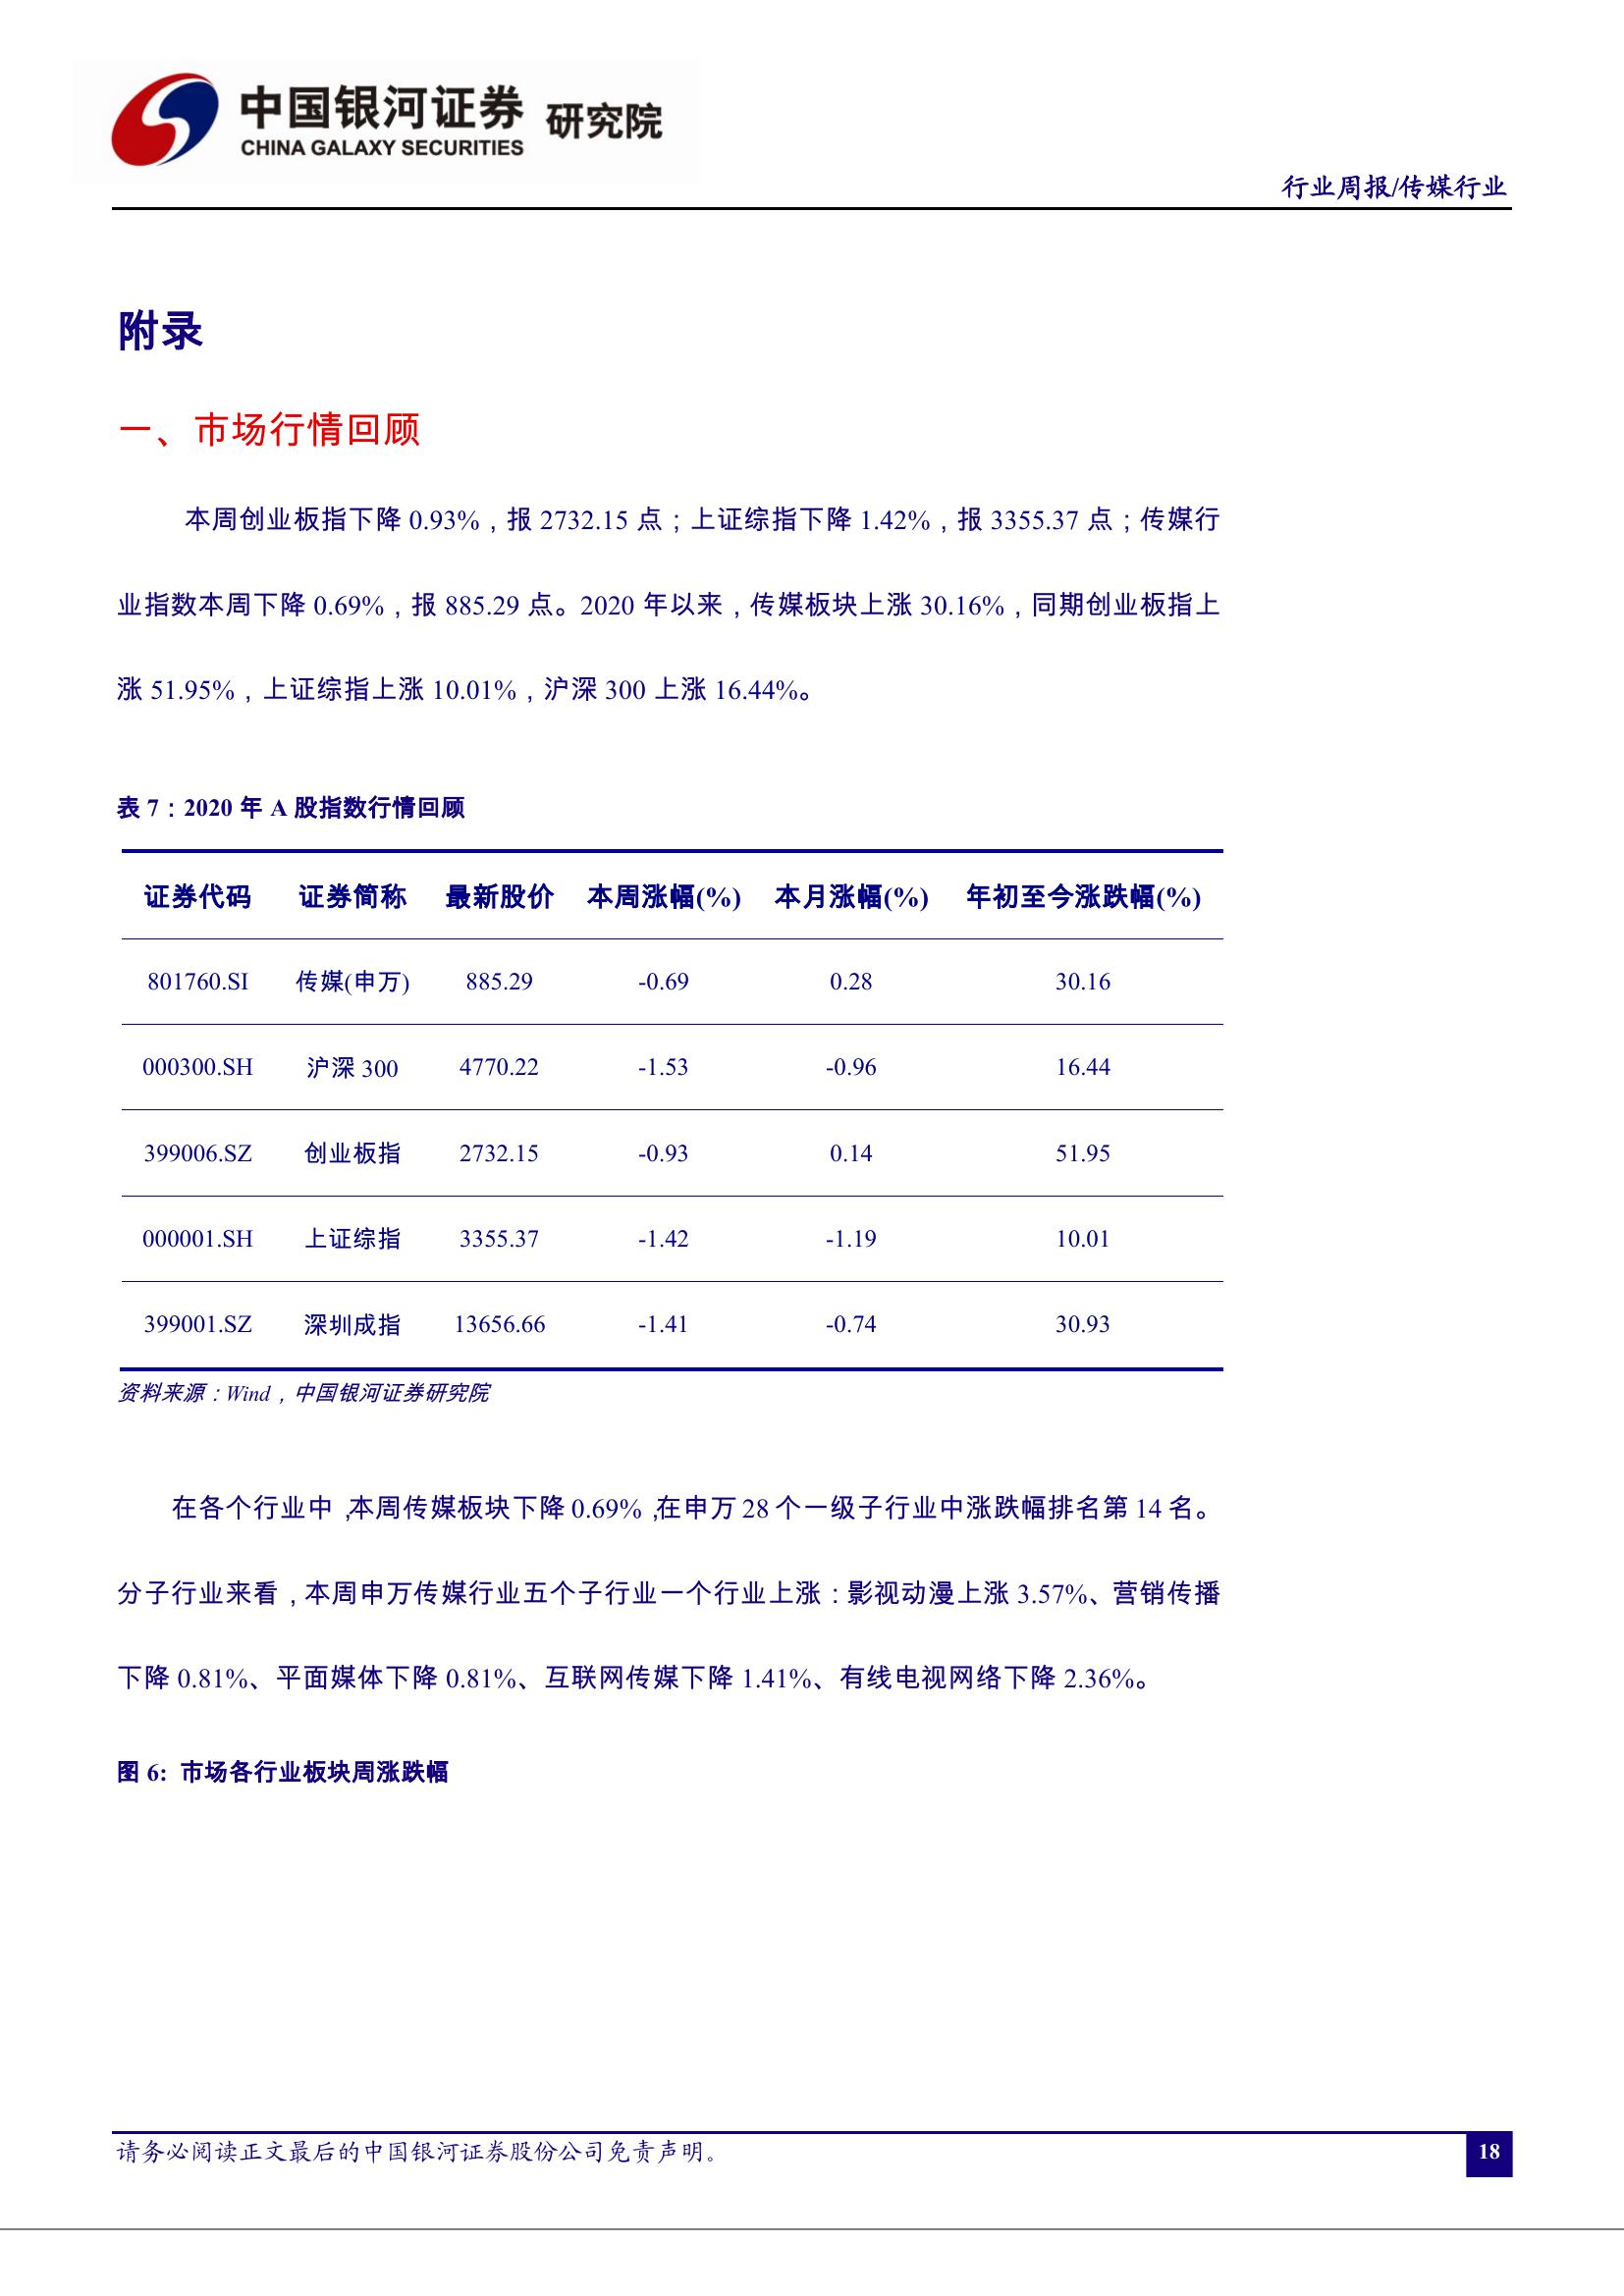 中国银河证券 研究院
CHINA GALAXY SECURITIES
行业周报/传媒行业
附录
一、市场行情回顾
本周创业板指下降 0.93%，报 2732.15 点；上证综指下降 1.42%，报 3355.37 点；传媒行
业指数本周下降 0.69%，报 885.29 点。2020 年以来，传媒板块上涨 30.16%，同期创业板指上
涨 51.95%，上证综指上涨 10.01%，沪深 300 上涨 16.44%。
表 7：2020 年 A 股指数行情回顾
证券代码 证券简称 最新股价 本周涨幅(%) 本月涨幅(%) 年初至今涨跌幅(%)
801760.SI 传媒(申万) 885.29 -0.69 0.28 30.16
000300.SH 沪深 300 4770.22 -1.53 -0.96 16.44
399006.SZ 创业板指 2732.15 -0.93 0.14 51.95
000001.SH 上证综指 3355.37 -1.42 -1.19 10.01
399001.SZ 深圳成指 13656.66 -1.41 -0.74 30.93
资料来源：Wind，中国银河证券研究院
在各个行业中，本周传媒板块下降 0.69%，在申万 28 个一级子行业中涨跌幅排名第 14 名。
分子行业来看，本周申万传媒行业五个子行业一个行业上涨：影视动漫上涨 3.57%、营销传播
下降 0.81%、平面媒体下降 0.81%、互联网传媒下降 1.41%、有线电视网络下降 2.36%。
图 6: 市场各行业板块周涨跌幅
请务必阅读正文最后的中国银河证券股份公司免责声明。
18